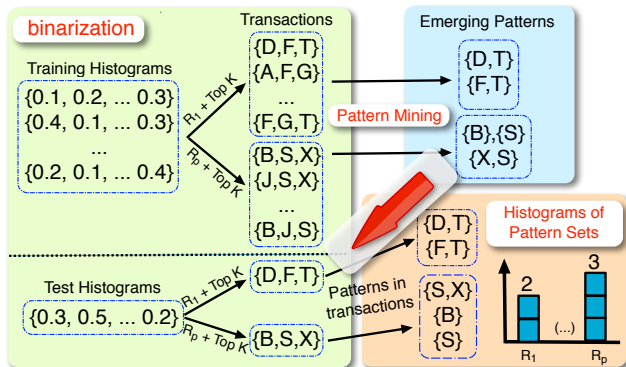 binarization
Transactions
Emerging Patterns
Training Histograms
{0.1, 0.2, ... 0.3}
{0.4, 0.1, ... 0.3}
...
{0.2, 0.1, ... 0.4}
R1 + Top K
Rp + Top K
{D,F,T}
{A,F,G}
...
{F,G,T}
{B,S,X}
{J,S,X}
...
{B,J,S}
Pattern Mining
{D,T}
{F,T}
{B},{S}
{X,S}
Test Histograms
{0.3, 0.5, ... 0.2}
R1 + Top K
Rp + Top K
{D,F,T}
{B,S,X}
Patterns in
transactions
{D,T}
{F,T}
{S,X}
{B}
{S}
Histograms of
Pattern Sets
2
3
(...)
R1
Rp